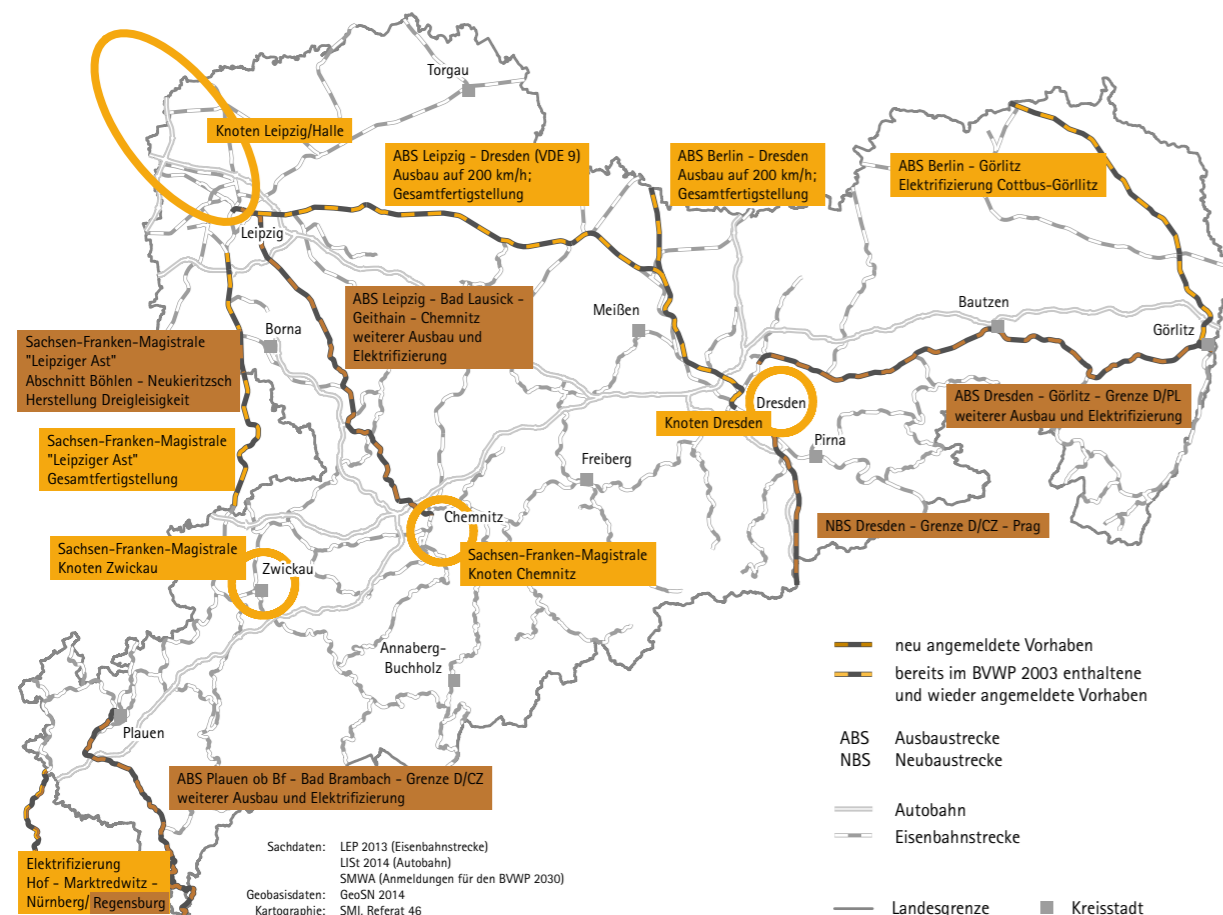 Torgau
Knoten Leipzig/Halle
ABS Leipzig - Dresden (VDE 9)
Ausbau auf 200 km/h;
Gesamtfertigstellung
ABS Berlin - Dresden
Ausbau auf 200 km/h;
Gesamtfertigstellung
ABS Berlin - Görlitz
Elektrifizierung Cottbus-Görllitz
Leipzig
ABS Leipzig - Bad Lausick -
Geithain - Chemnitz
weiterer Ausbau und
Elektrifizierung
Meißen
Bautzen
Görlitz
Borna
Sachsen-Franken-Magistrale
"Leipziger Ast"
Abschnitt Böhlen - Neukieritzsch
Herstellung Dreigleisigkeit
ABS Dresden - Görlitz - Grenze D/PL
weiterer Ausbau und Elektrifizierung
Dresden
Knoten Dresden
Pirna
Sachsen-Franken-Magistrale
"Leipziger Ast"
Gesamtfertigstellung
Freiberg
Chemnitz
NBS Dresden - Grenze D/CZ - Prag
Sachsen-Franken-Magistrale
Knoten Zwickau
Zwickau
Sachsen-Franken-Magistrale
Knoten Chemnitz
Annaberg-
Buchholz
Plauen
ABS Plauen ob Bf - Bad Brambach - Grenze D/CZ
weiterer Ausbau und Elektrifizierung
Elektrifizierung
Hof - Marktredwitz -
Nürnberg/ Regensburg
Sachdaten: LEP 2013 (Eisenbahnstrecke)
LISt 2014 (Autobahn)
SMWA (Anmeldungen für den BVWP 2030)
Geobasisdaten: GeoSN 2014
Kartographie: SMI, Referat 46
neu angemeldete Vorhaben
bereits im BVWP 2003 enthaltene
und wieder angemeldete Vorhaben
ABS Ausbaustrecke
NBS Neubaustrecke
Autobahn
Eisenbahnstrecke
Landesgrenze
Kreisstadt